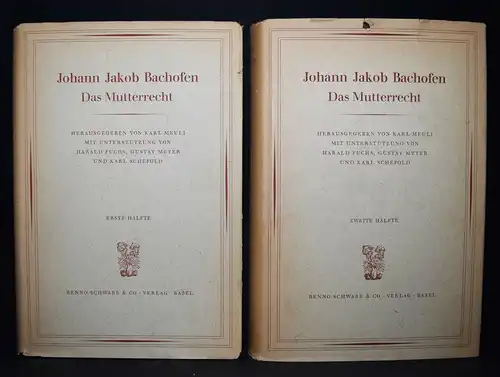 Johann Jakob Bachofen
Das Mutterrecht
HERAUSGEGEBEN VON KARL MEULI
MIT UNTERSTÜTZUNG VON
HARALD FUCHS, GUSTAV MEYER
UND KARL SCHEFOLD
ERSTE HÄLFTE
BENNO SCHWABE & CO · VERLAG · BASEL
Johann Jakob Bachofen
Das Mutterrecht
HERAUSGEGEBEN VON KARL MEULI
MIT UNTERSTÜTZUNG VON
HARALD FUCHS, GUSTAV MEYER
UND KARL SCHEFOLD
ZWEITE HÄLFTE
BENNO SCHWABE & CO · VERLAG · BASEL